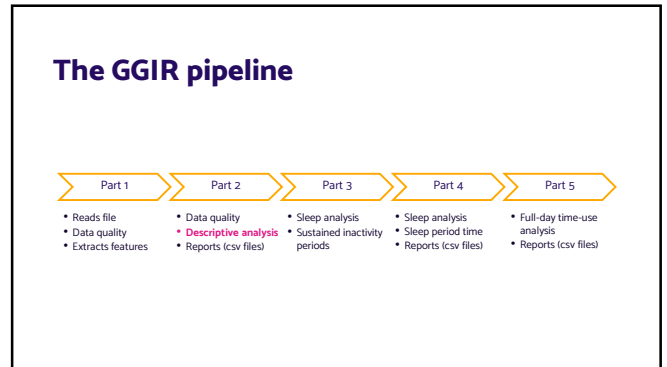 The GGIR pipeline
Part 1
Part 2
Part 3
Part 4
Part 5
• Reads file
• Data quality
• Extracts features
• Data quality
• Descriptive analysis
• Reports (csv files)
• Sleep analysis
• Sustained inactivity
periods
• Sleep analysis
• Sleep period time
• Reports (csv files)
• Full-day time-use
analysis
• Reports (csv files)